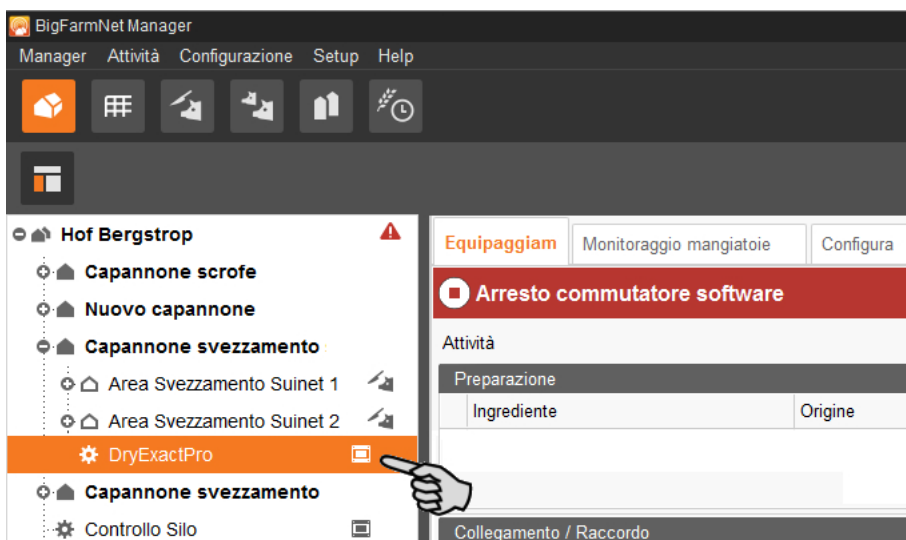 BigFarmNet Manager
Manager Attività Configurazione Setup Help
Hof Bergstrop
Capannone scrofe
Nuovo capannone
Capannone svezzamento
Area Svezzamento Suinet 1
Area Svezzamento Suinet 2
DryExactPro
Capannone svezzamento
Controllo Silo
Equipaggiam Monitoraggio mangiatoie Configura
Arresto commutatore software
Attività
Preparazione
Ingrediente Origine
Collegamento / Raccordo